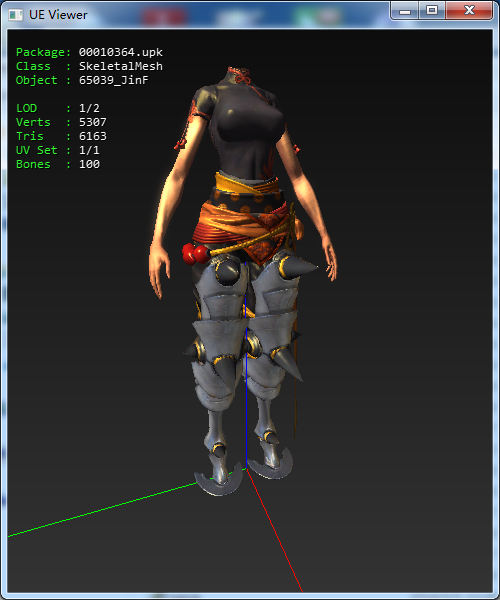 UE Viewer
Package: 00010364.upk
Class : SkeletalMesh
Object : 65039_JinF
LOD : 1/2
Verts : 5307
Tris : 6163
UV Set : 1/1
Bones : 100